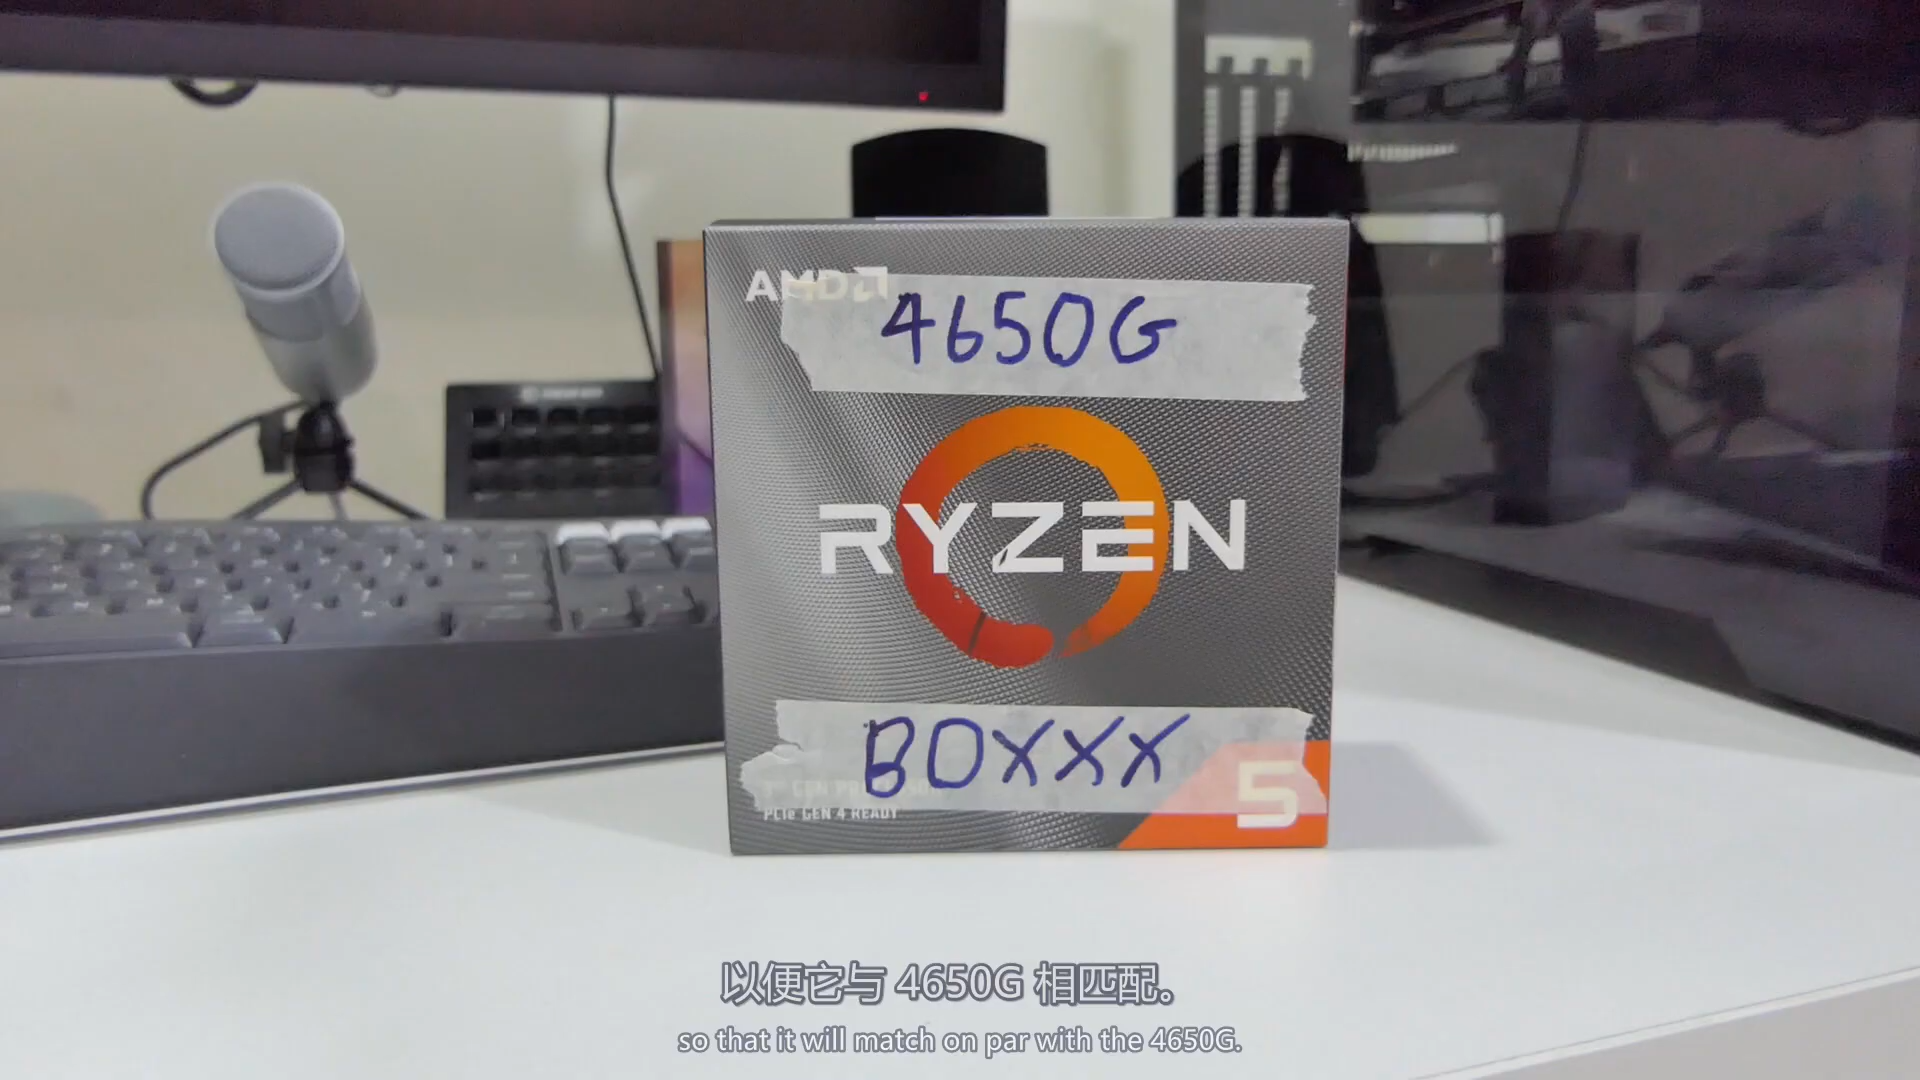 AMD
4650G
RYZEN
BOXXX
5
PCIe GEN 4 READY
以便它与 4650G 相匹配。
so that it will match on par with the 4650G.